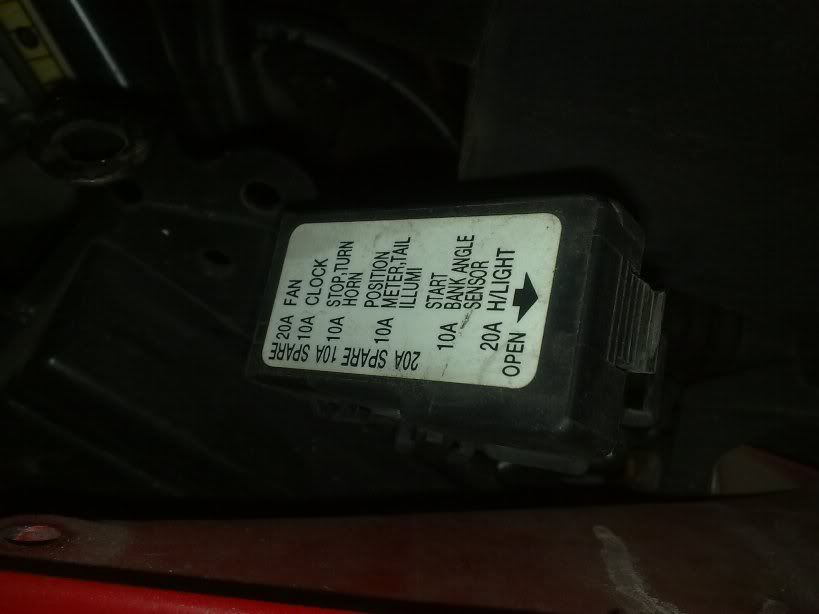 20A FAN
10A CLOCK
10A STOP,TURN
HORN
10A POSITION
METER,TAIL
ILLUMI
10A START
BANK ANGLE
SENSOR
20A H/LIGHT
OPEN
20A SPARE 10A SPARE